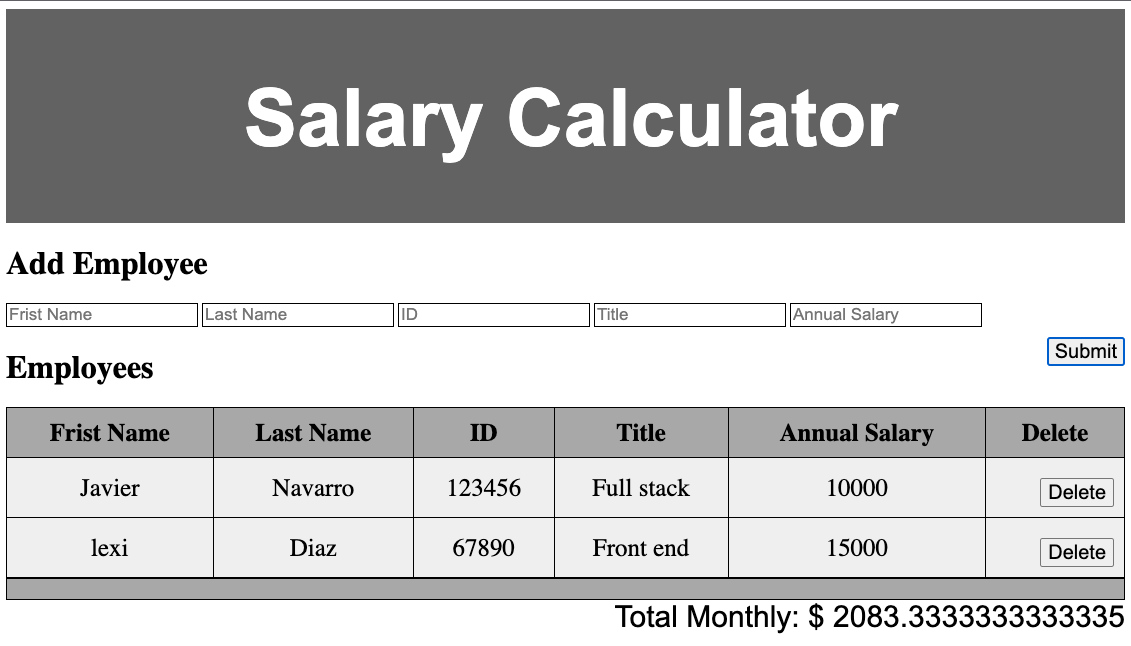 Salary Calculator
Add Employee
Frist Name Last Name ID Title Annual Salary
Submit
Employees
Frist Name Last Name ID Title Annual Salary Delete
Javier Navarro 123456 Full stack 10000 Delete
lexi Diaz 67890 Front end 15000 Delete
Total Monthly: $ 2083.3333333333335